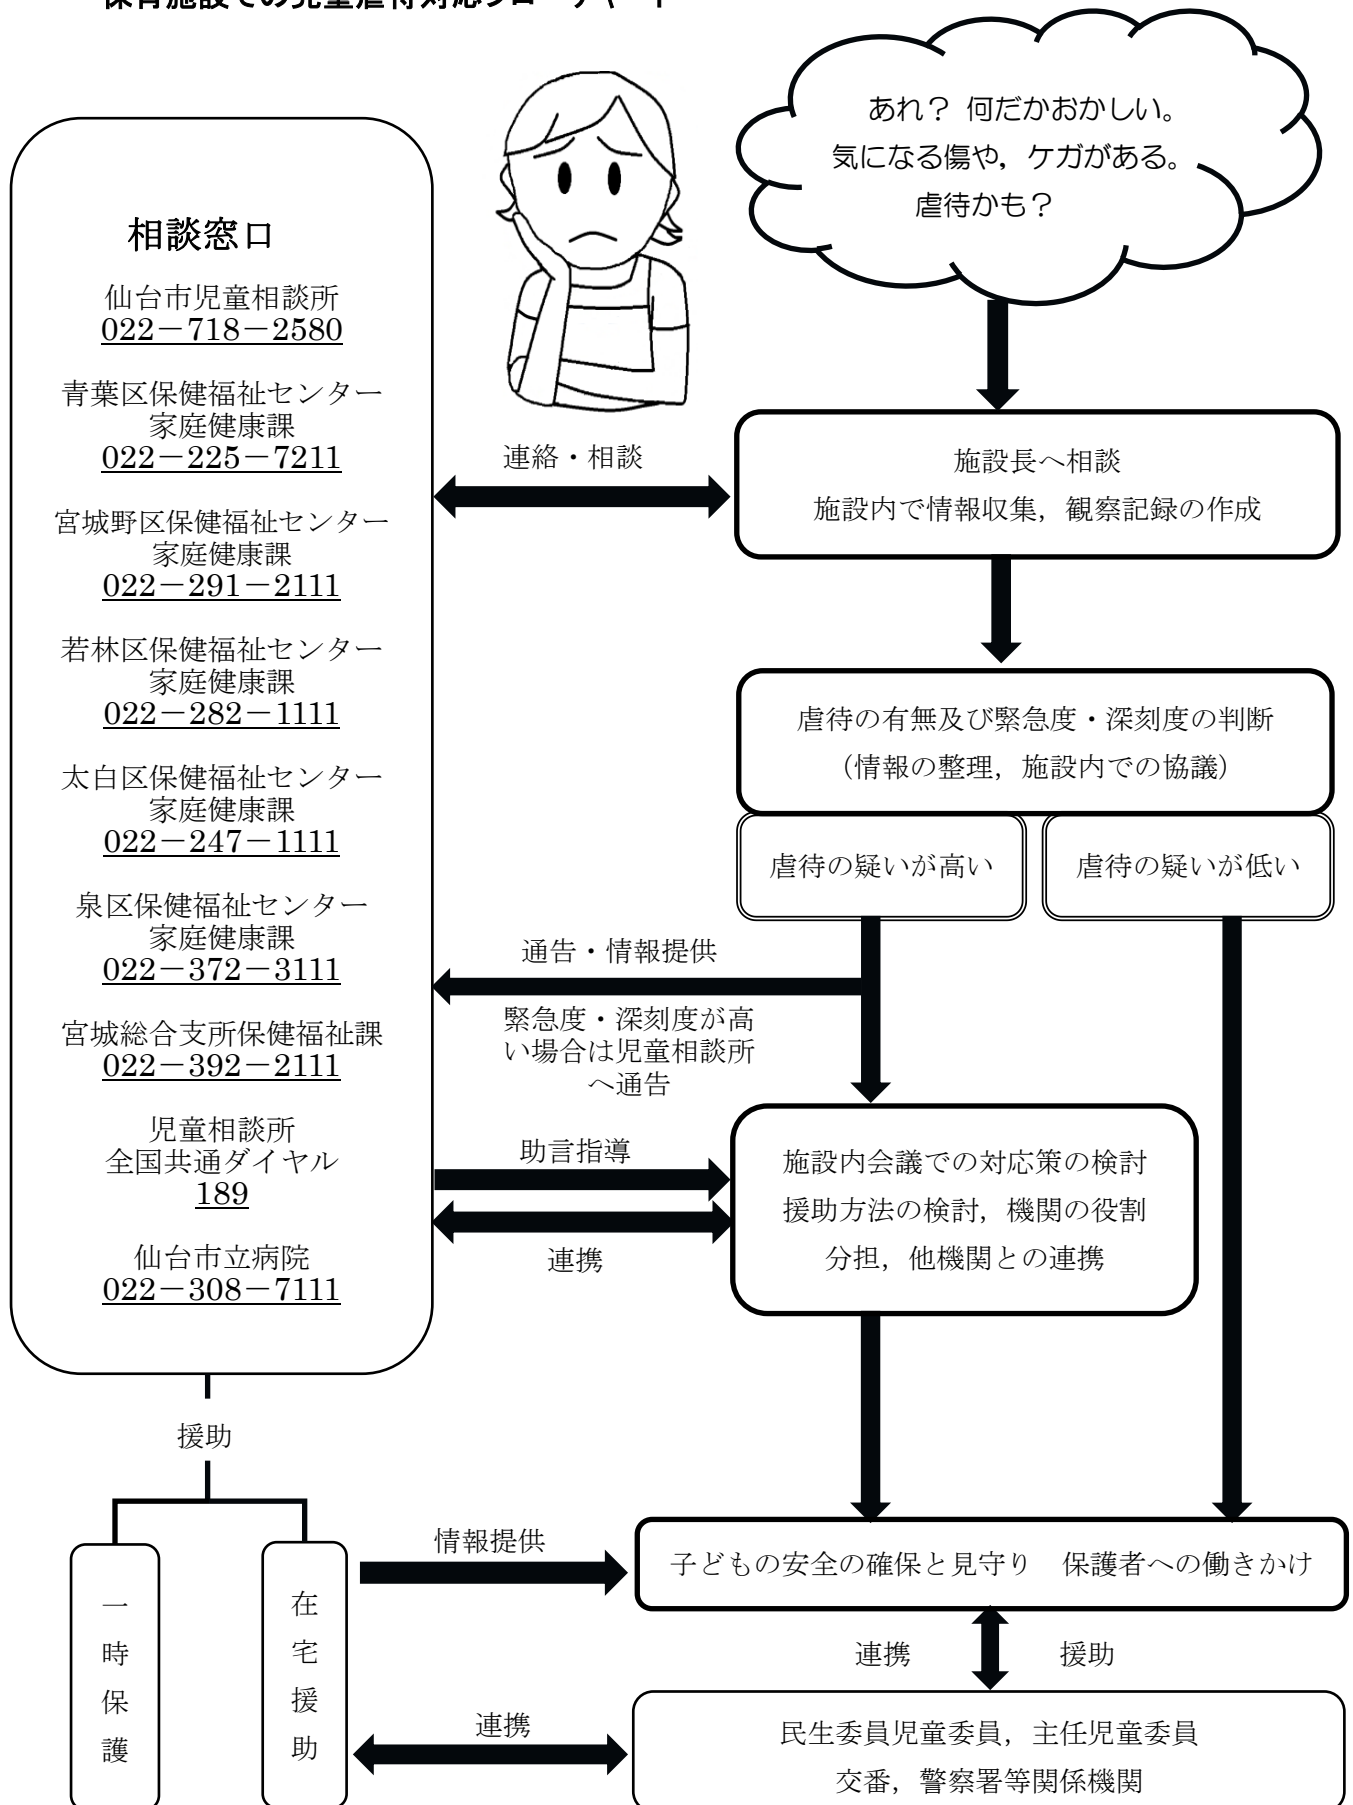 保育施設での児童虐待対応フローチャート
あれ？ 何だかおかしい。
気になる傷や，ケガがある。
虐待かも？
相談窓口
仙台市児童相談所
022－718－2580
青葉区保健福祉センター
家庭健康課
022－225－7211
宮城野区保健福祉センター
家庭健康課
022－291－2111
若林区保健福祉センター
家庭健康課
022－282－1111
太白区保健福祉センター
家庭健康課
022－247－1111
泉区保健福祉センター
家庭健康課
022－372－3111
宮城総合支所保健福祉課
022－392－2111
児童相談所
全国共通ダイヤル
189
仙台市立病院
022－308－7111
連絡・相談
施設長へ相談
施設内で情報収集，観察記録の作成
虐待の有無及び緊急度・深刻度の判断
（情報の整理，施設内での協議）
虐待の疑いが高い
虐待の疑いが低い
通告・情報提供
緊急度・深刻度が高
い場合は児童相談所
へ通告
助言指導
連携
施設内会議での対応策の検討
援助方法の検討，機関の役割
分担，他機関との連携
援助
一時保護
在宅援助
情報提供
子どもの安全の確保と見守り　保護者への働きかけ
連携　援助
連携
民生委員児童委員，主任児童委員
交番，警察署等関係機関